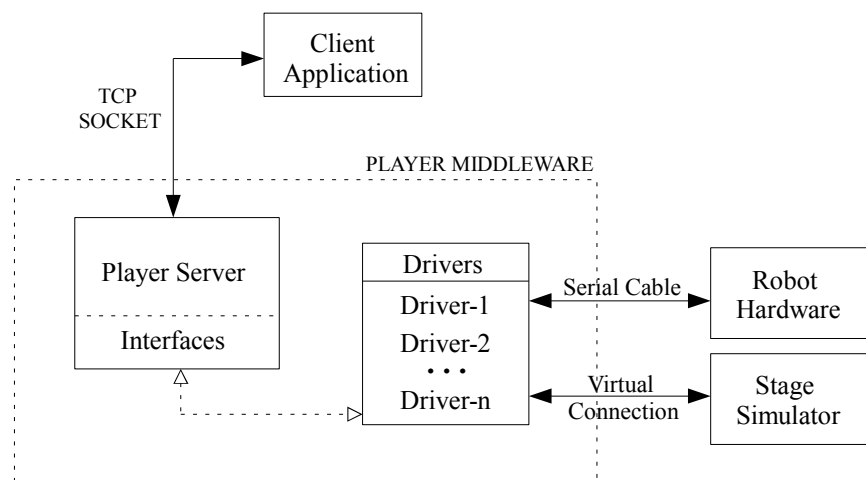 Client
Application
TCP
SOCKET
PLAYER MIDDLEWARE
Player Server
Interfaces
Drivers
Driver-1
Driver-2
...
Driver-n
Serial Cable
Robot
Hardware
Virtual
Connection
Stage
Simulator